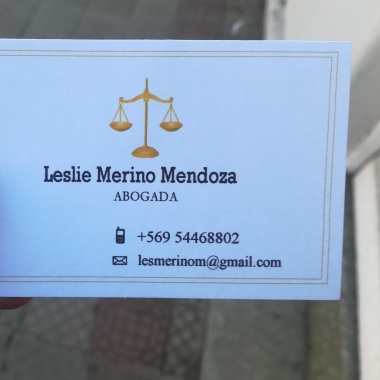 Leslie Merino Mendoza
ABOGADA
+569 54468802
lesmerinom@gmail.com